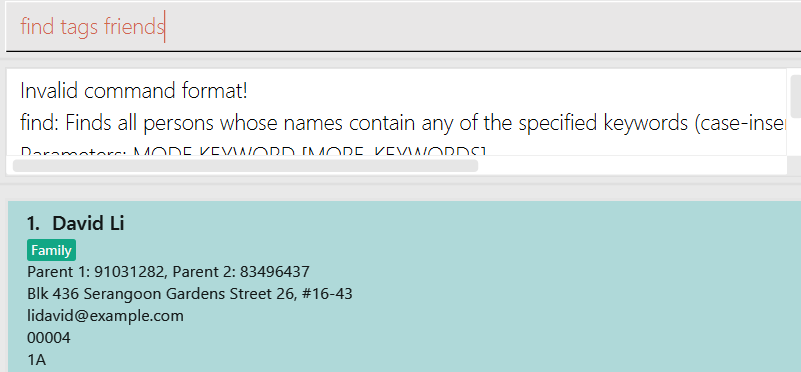 find tags friends
Invalid command format!
find: Finds all persons whose names contain any of the specified keywords (case-inse
Parameters: MODE KEYWORD [MORE_KEYWORDS]
1. David Li
Family
Parent 1: 91031282, Parent 2: 83496437
Blk 436 Serangoon Gardens Street 26, #16-43
lidavid@example.com
00004
1A